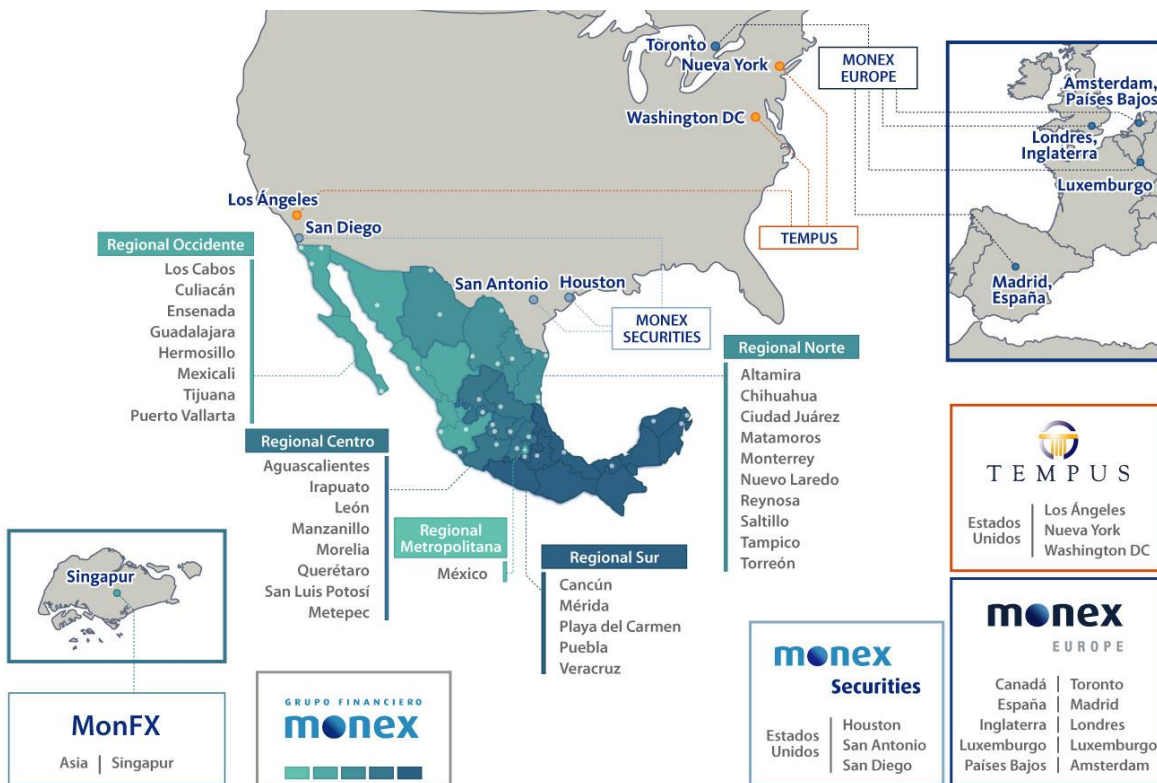 Toronto
Nueva York
MONEX
EUROPE
Washington DC
Los Ángeles
San Diego
TEMPUS
San Antonio
Houston
MONEX
SECURITIES
Ámsterdam,
Países Bajos
Londres,
Inglaterra
Luxemburgo
Madrid,
España
Regional Occidente
Los Cabos
Culiacán
Ensenada
Guadalajara
Hermosillo
Mexicali
Tijuana
Puerto Vallarta
Regional Centro
Aguascalientes
Irapuato
León
Manzanillo
Morelia
Querétaro
San Luis Potosí
Metepec
Regional
Metropolitana
México
Regional Sur
Cancún
Mérida
Playa del Carmen
Puebla
Veracruz
Regional Norte
Altamira
Chihuahua
Ciudad Juárez
Matamoros
Monterrey
Nuevo Laredo
Reynosa
Saltillo
Tampico
Torreón
Singapur
MonFX
Asia | Singapur
GRUPO FINANCIERO
monex
monex
Securities
Estados Unidos
Houston
San Antonio
San Diego
TEMPUS
Estados Unidos
Los Ángeles
Nueva York
Washington DC
monex
EUROPE
Canadá | Toronto
España | Madrid
Inglaterra | Londres
Luxemburgo | Luxemburgo
Países Bajos | Amsterdam